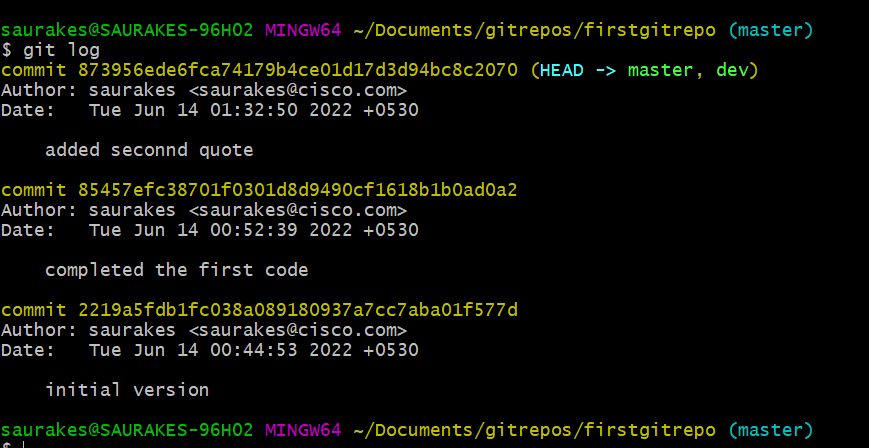 saurakes@SAURAKES-96H02 MINGW64 ~/Documents/gitrepos/firstgitrepo (master)
$ git log
commit 873956ede6fca74179b4ce01d17d3d94bc8c2070 (HEAD -> master, dev)
Author: saurakes <saurakes@cisco.com>
Date:   Tue Jun 14 01:32:50 2022 +0530
    added seconnd quote
commit 85457efc38701f0301d8d9490cf1618b1b0ad0a2
Author: saurakes <saurakes@cisco.com>
Date:   Tue Jun 14 00:52:39 2022 +0530
    completed the first code
commit 2219a5fdb1fc038a089180937a7cc7aba01f577d
Author: saurakes <saurakes@cisco.com>
Date:   Tue Jun 14 00:44:53 2022 +0530
    initial version
saurakes@SAURAKES-96H02 MINGW64 ~/Documents/gitrepos/firstgitrepo (master)
$